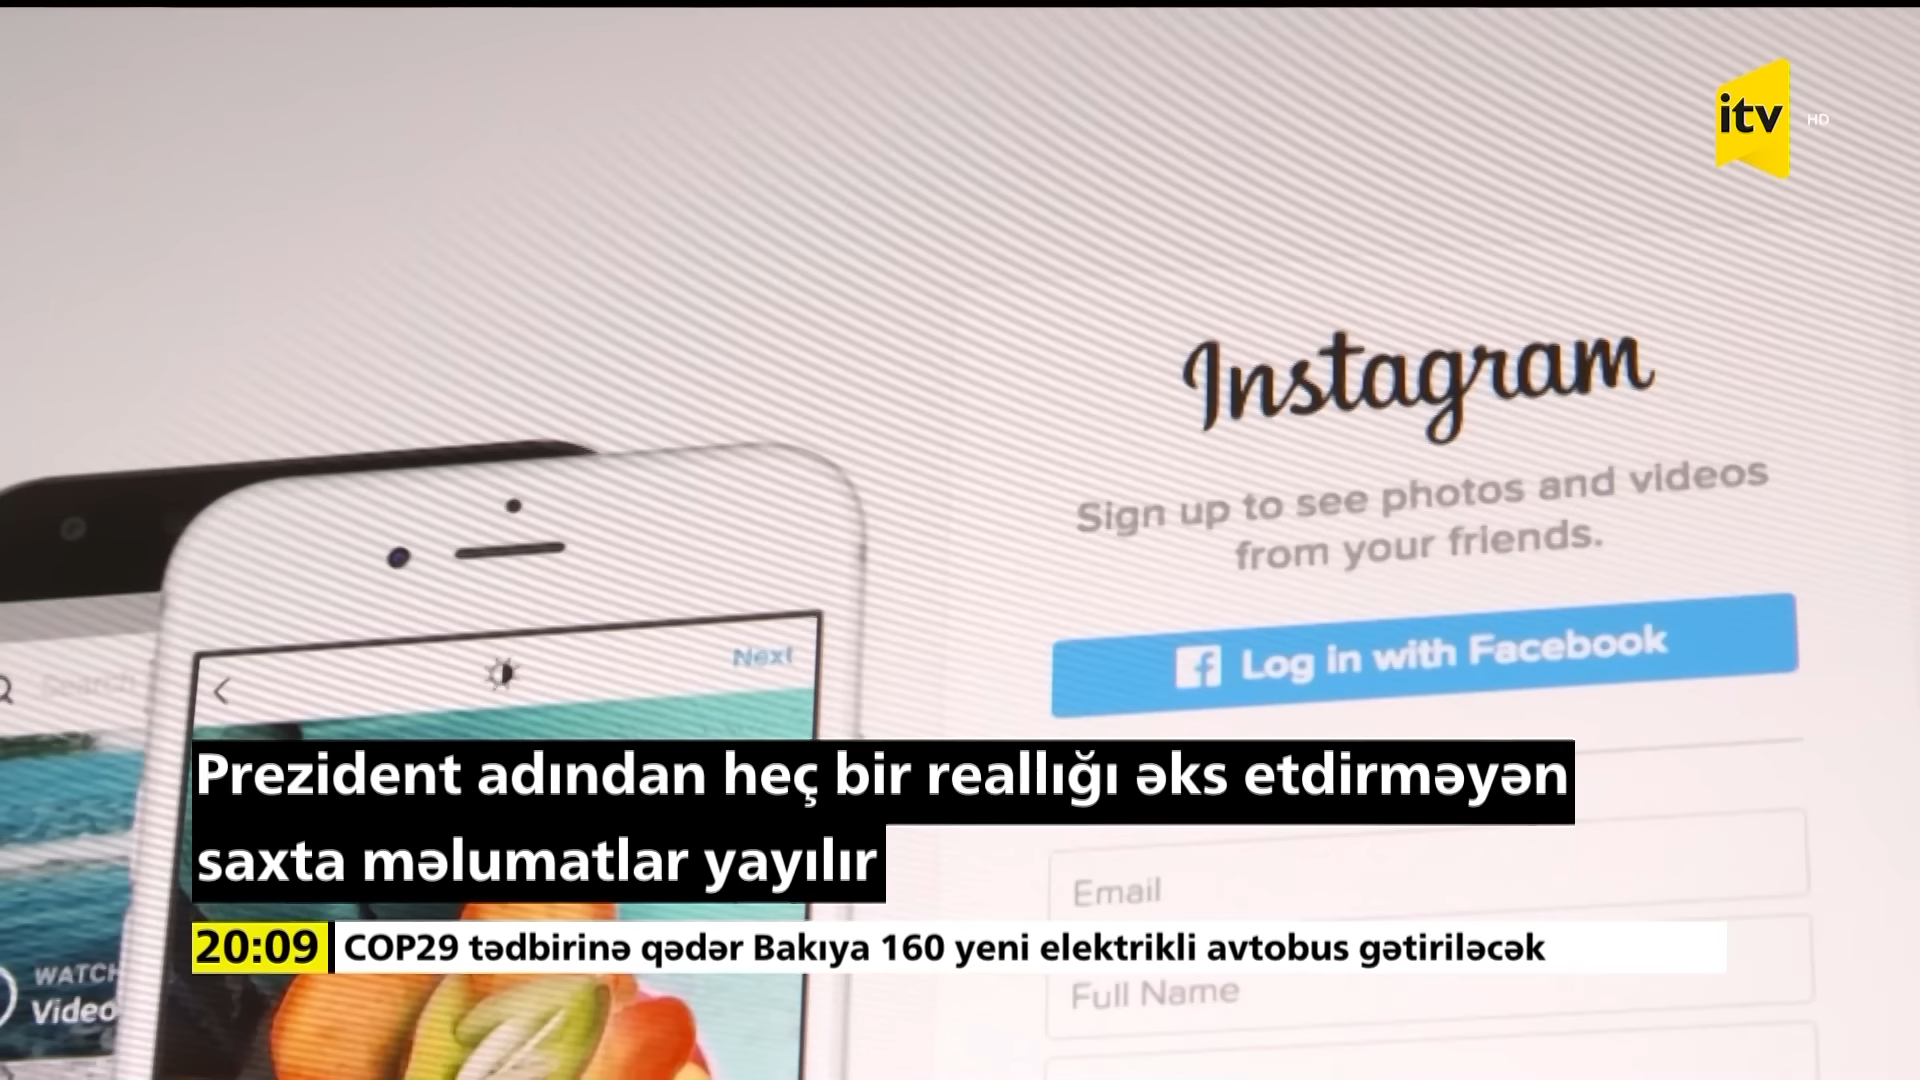 itv HD
Instagram
Sign up to see photos and videos
from your friends.
Log in with Facebook
Next
Search
Prezident adından heç bir reallığı əks etdirməyən
saxta məlumatlar yayılır
Email
20:09 COP29 tədbirinə qədər Bakıya 160 yeni elektrikli avtobus gətiriləcək
WATCH
Video
Full Name